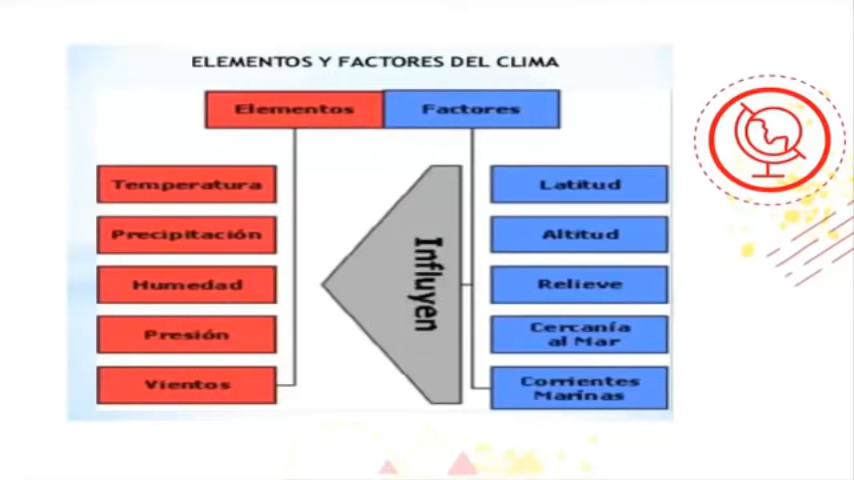 ELEMENTOS Y FACTORES DEL CLIMA
Elementos
Factores
Temperatura
Precipitación
Humedad
Presión
Vientos
Influyen
Latitud
Altitud
Relieve
Cercanía
al Mar
Corrientes
Marínas